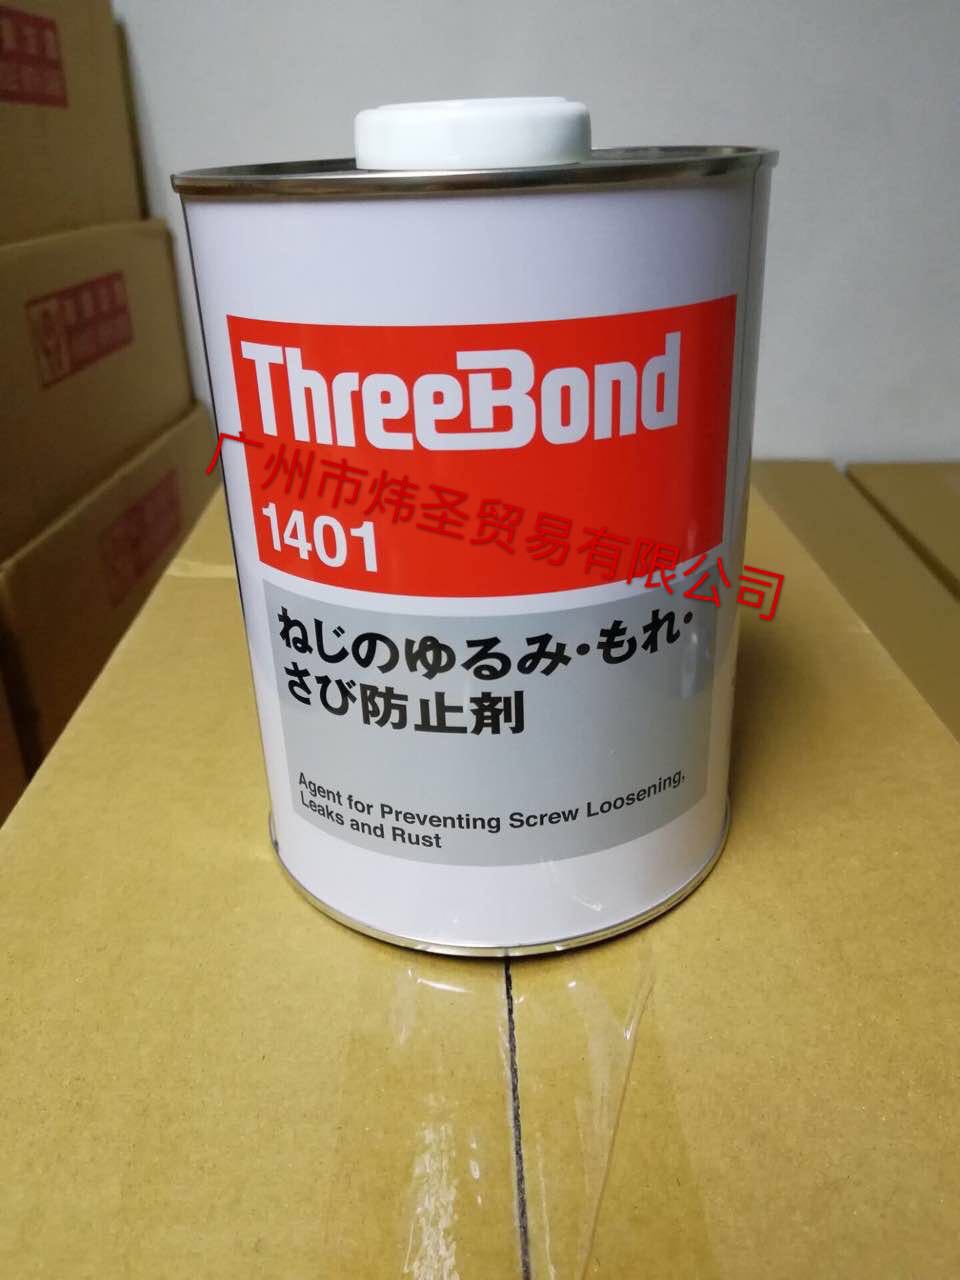 ThreeBond
广州市炜圣贸易有限公司
1401
ねじのゆるみ・もれ・
さび防止剤
Agent for Preventing Screw Loosening,
Leaks and Rust